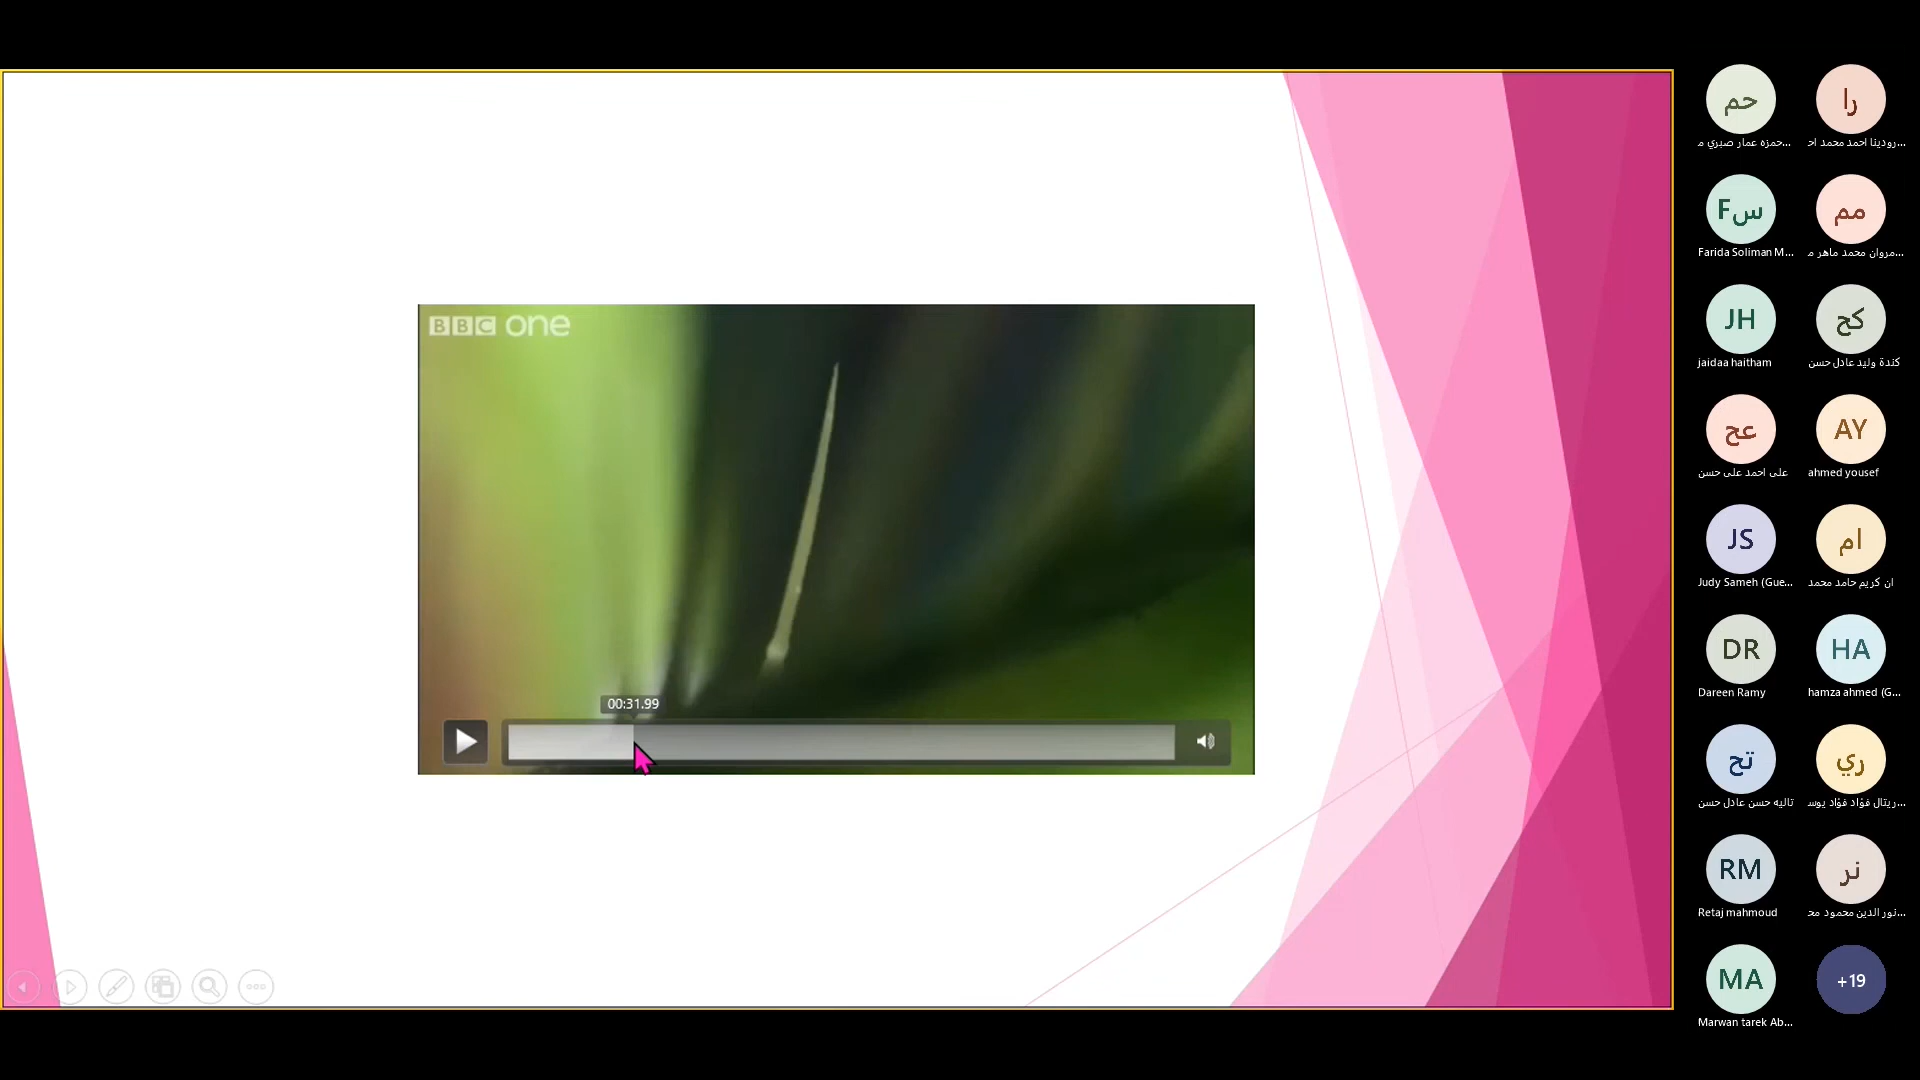 BBC one
00:31.99
حم
را
حمزه عمار صبري م...
رودينا احمد محمد اح...
Fس
مم
Farida Soliman M...
مروان محمد ماهر م...
JH
كح
jaidaa haitham
كندة وليد عادل حسن
عح
AY
على احمد على حسن
ahmed yousef
JS
ام
Judy Sameh (Gue...
ان كريم حامد محمد
DR
HA
Dareen Ramy
hamza ahmed (G...
تح
ري
تاليه حسن عادل حسن
ريتال فؤاد فؤاد يوس...
RM
نر
Retaj mahmoud
نور الدين محمود مح...
MA
+19
Marwan tarek Ab...